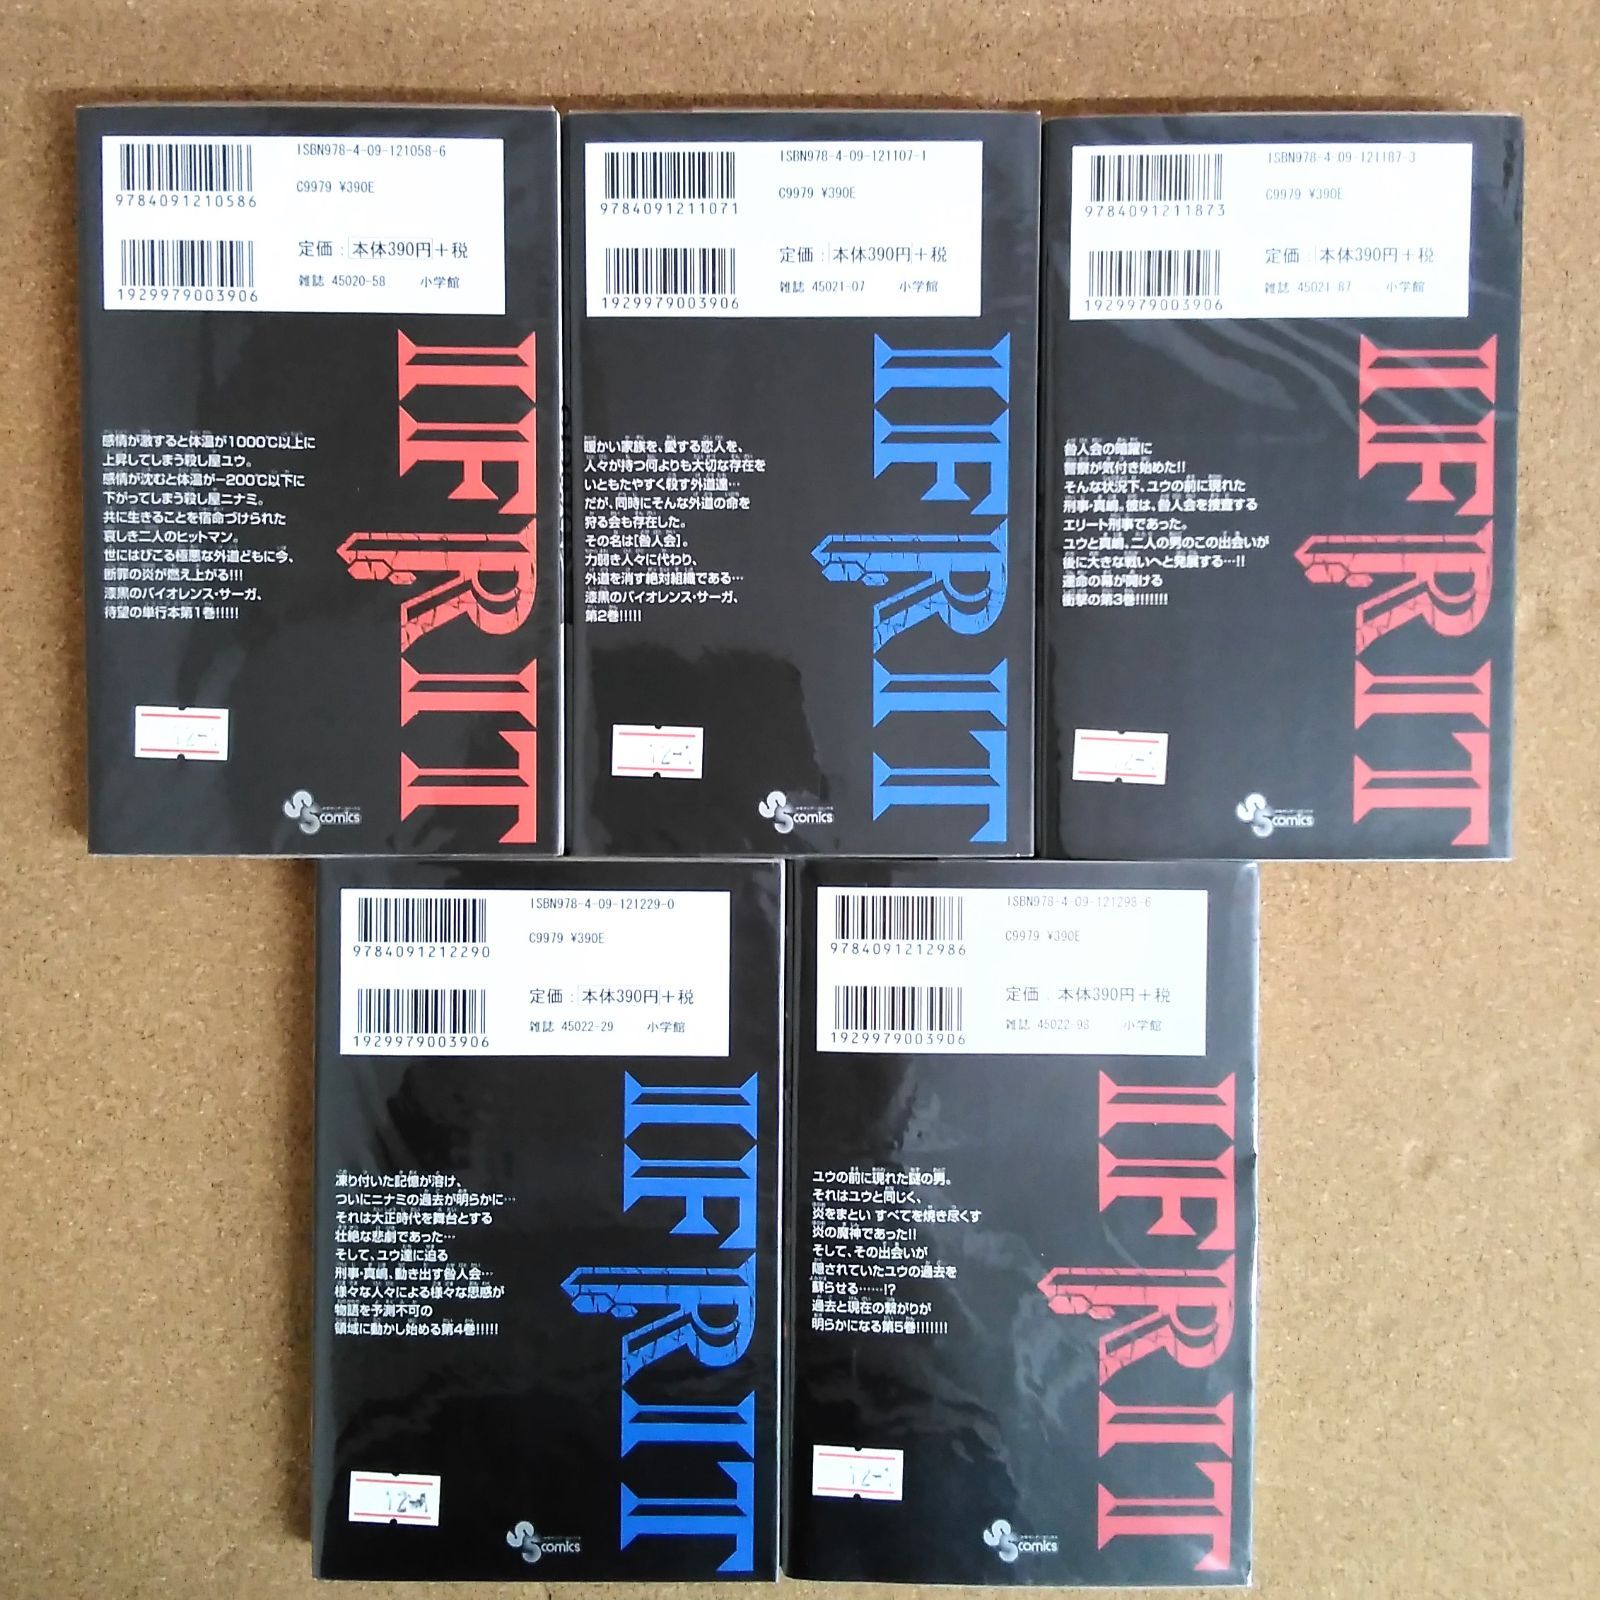 ISBN978-4-09-121058-6
9784091210586
C9979 ¥390E
定価：本体390円+税
1929979003906
雑誌 45020-58 小学館
IFRIT
感情が激すると体温が1000℃以上に
上昇してしまう殺し屋ユウ。
感情が沈むと体温が-200℃以下に
下がってしまう殺し屋ニナミ。
共に生きることを宿命づけられた
哀しき二人のヒットマン。
世にはびこる極悪な外道どもに今、
断罪の炎が燃え上がる!!!
漆黒のバイオレンス・サーガ、
待望の単行本第1巻!!!!!
12-1
S5comics
ISBN978-4-09-121107-1
9784091211071
C9979 ¥390E
定価：本体390円+税
1929979003906
雑誌 45021-07 小学館
IFRIT
暖かい家族を、愛する恋人を、
人々が持つ何よりも大切な存在を
いともたやすく殺す外道達…
だが、同時にそんな外道の命を
狩る会も存在した。
その名は[咎人会]。
力弱き人々に代わり、
外道を消す絶対組織である…
漆黒のバイオレンス・サーガ、
第2巻!!!!!
12-1
S5comics
ISBN978-4-09-121187-3
9784091211873
C9979 ¥390E
定価：本体390円+税
1929979003906
雑誌 45021-87 小学館
IFRIT
咎人会の暗躍に
警察が気付き始めた!!
そんな状況下、ユウの前に現れた
刑事・真嶋。彼は、咎人会を捜査する
エリート刑事であった。
ユウと真嶋、二人の男のこの出会いが
後に大きな戦いへと発展する…!!
運命の幕が開ける
衝撃の第3巻!!!!!!!
12-1
S5comics
ISBN978-4-09-121229-0
9784091212290
C9979 ¥390E
定価：本体390円+税
1929979003906
雑誌 45022-29 小学館
IFRIT
凍り付いた記憶が溶け、
ついにニナミの過去が明らかに…
それは大正時代を舞台とする
壮絶な悲劇であった…
そして、ユウ達に迫る
刑事・真嶋、動き出す咎人会…
様々な人々による様々な思惑が
物語を予測不可の
領域に動かし始める第4巻!!!!!
12-1
S5comics
ISBN978-4-09-121298-6
9784091212986
C9979 ¥390E
定価：本体390円+税
1929979003906
雑誌 45022-98 小学館
IFRIT
ユウの前に現れた謎の男。
それはユウと同じく、
炎をまとい すべてを焼き尽くす
炎の魔神であった!!
そして、その出会いが
隠されていたユウの過去を
蘇らせる……!?
過去と現在の繋がりが
明らかになる第5巻!!!!!!!
12-1
S5comics